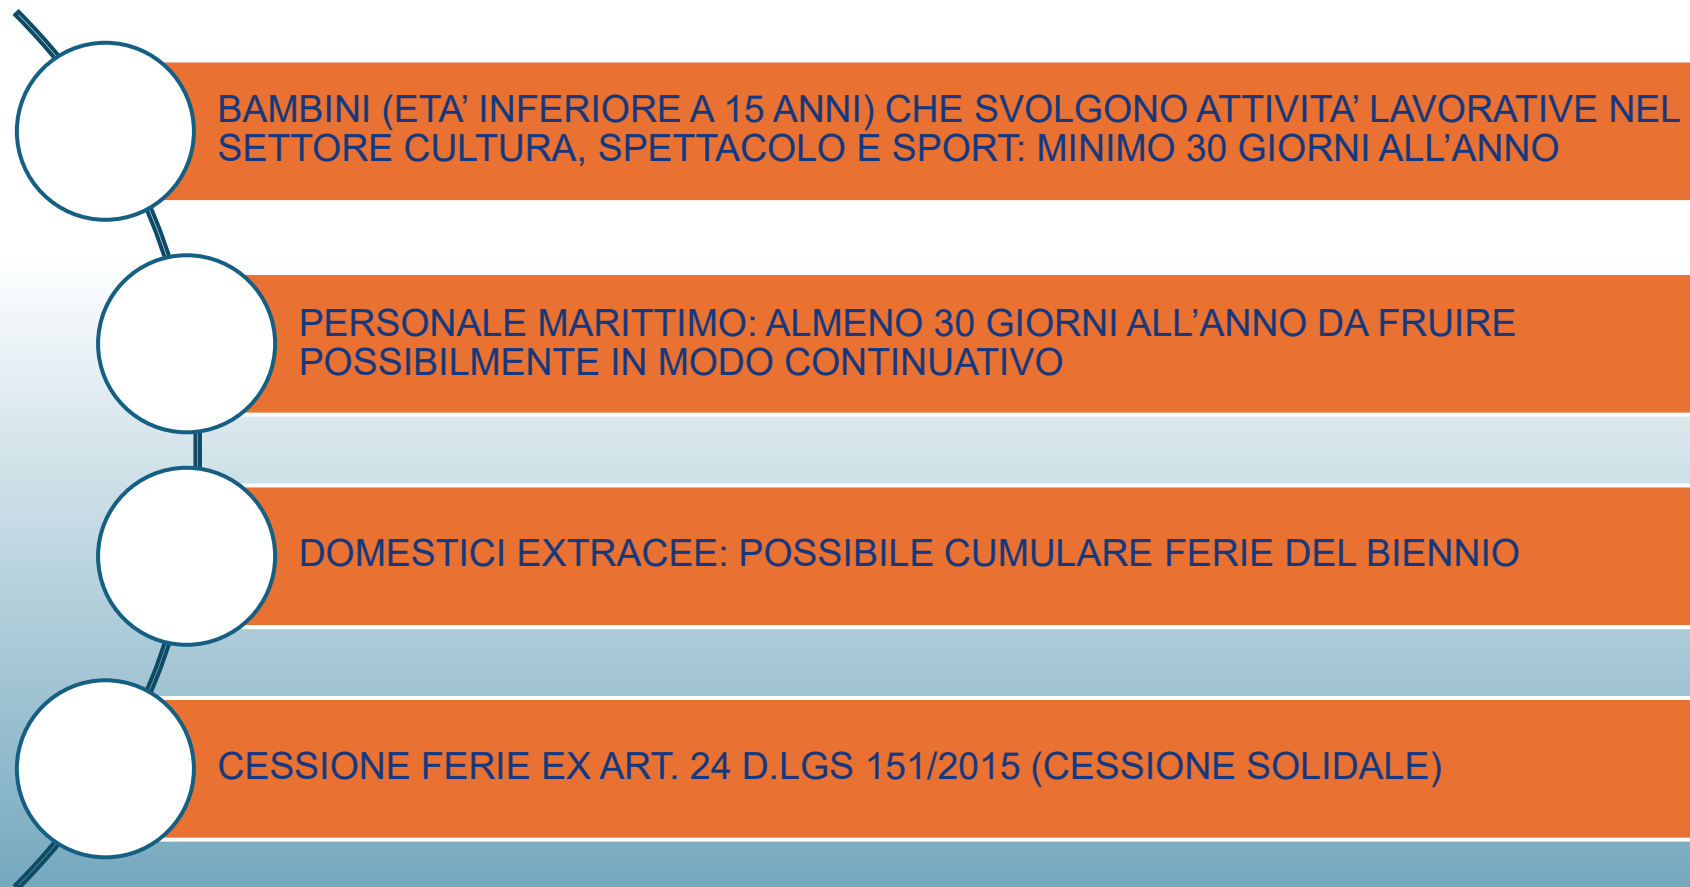 BAMBINI (ETA’ INFERIORE A 15 ANNI) CHE SVOLGONO ATTIVITA’ LAVORATIVE NEL
SETTORE CULTURA, SPETTACOLO E SPORT: MINIMO 30 GIORNI ALL’ANNO
PERSONALE MARITTIMO: ALMENO 30 GIORNI ALL’ANNO DA FRUIRE
POSSIBILMENTE IN MODO CONTINUATIVO
DOMESTICI EXTRACEE: POSSIBILE CUMULARE FERIE DEL BIENNIO
CESSIONE FERIE EX ART. 24 D.LGS 151/2015 (CESSIONE SOLIDALE)